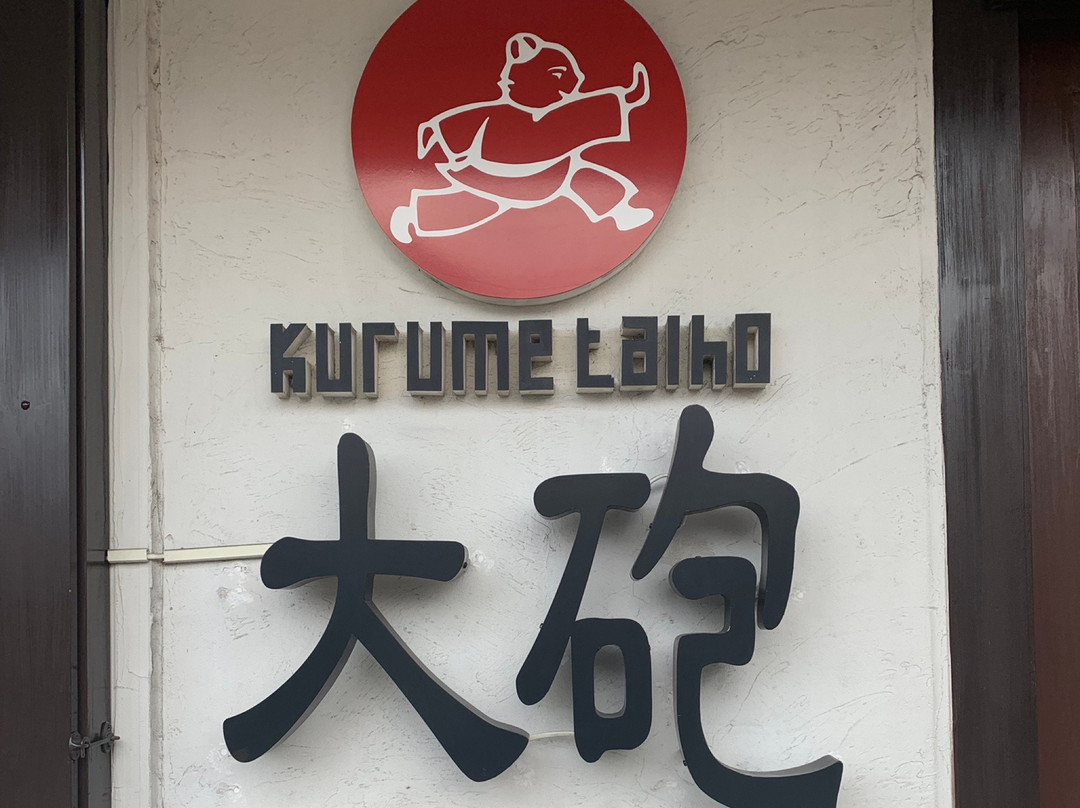 kurume taiho
大砲